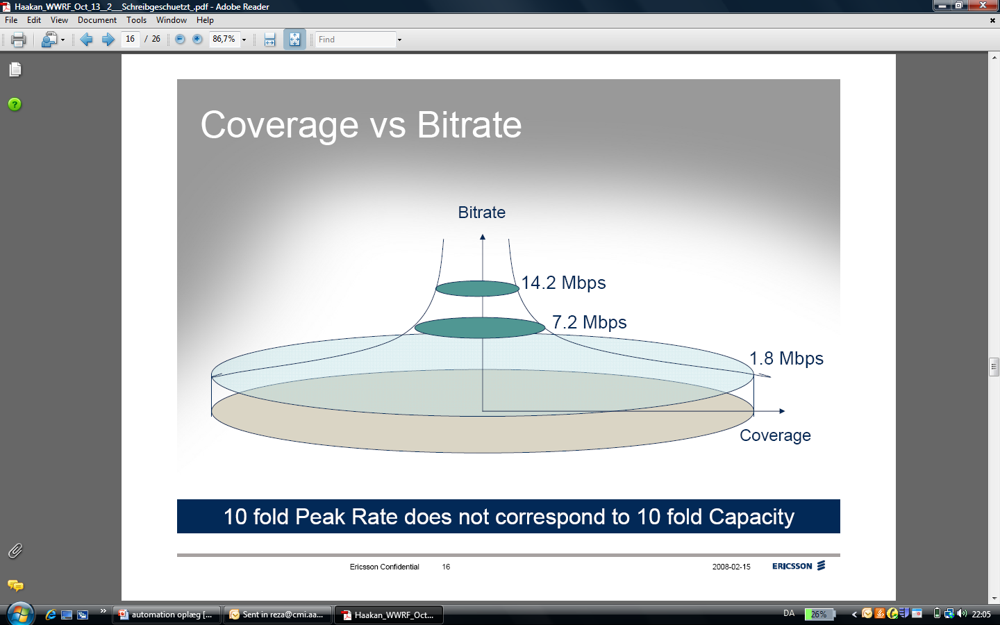 Haakan_WWRF_Oct_13__2___Schreibgeschuetzt_.pdf - Adobe Reader
File Edit View Document Tools Window Help
16 / 26 86,7% Find
Coverage vs Bitrate
Bitrate
14.2 Mbps
7.2 Mbps
1.8 Mbps
Coverage
10 fold Peak Rate does not correspond to 10 fold Capacity
Ericsson Confidential 16 2008-02-15 ERICSSON
automation oplæg [... Sent in reza@cmi.aa... Haakan_WWRF_Oct... DA 26% 22:05